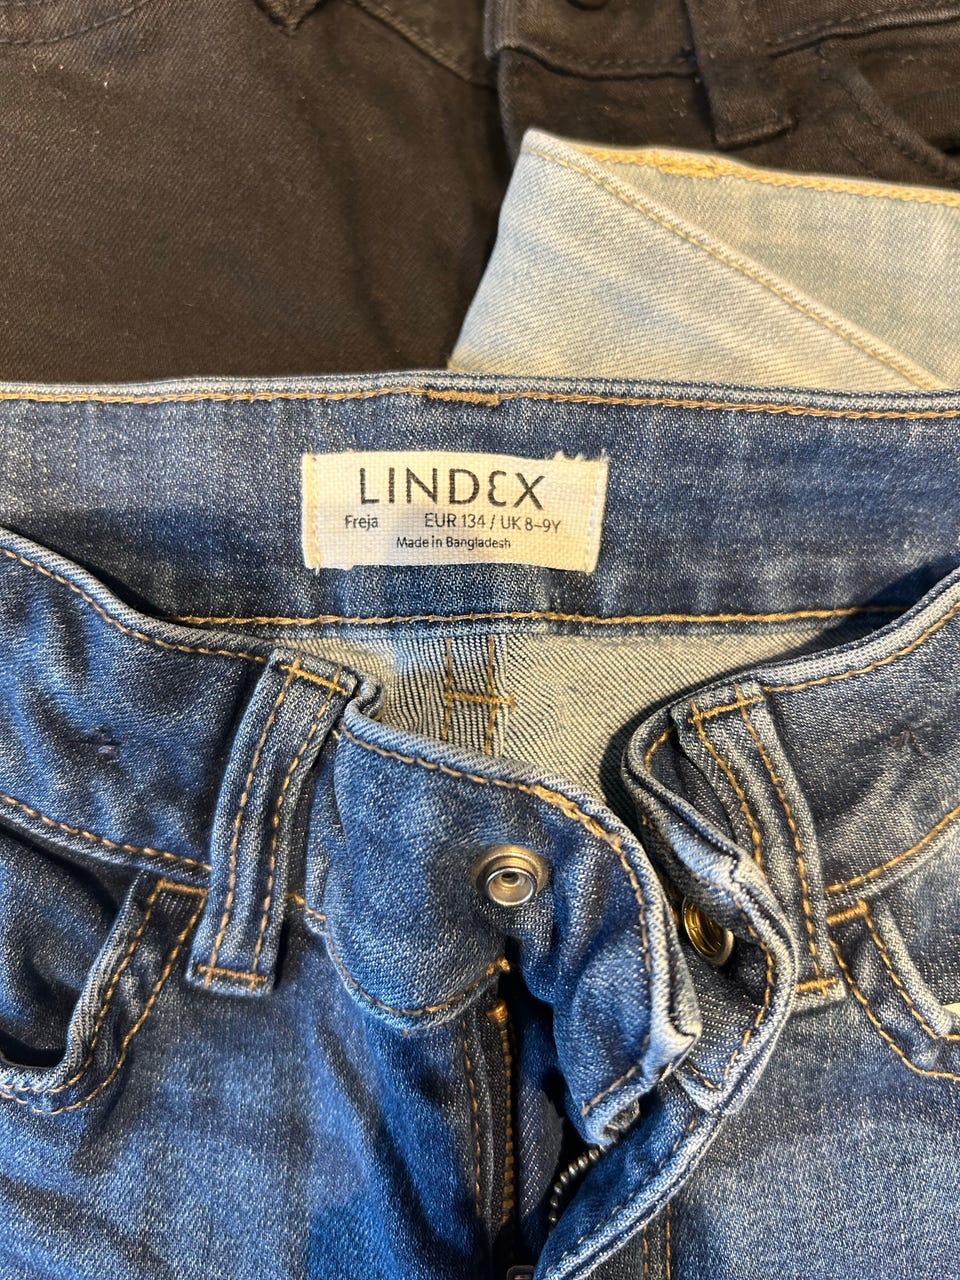 LINDEX
Freja EUR 134 / UK 8-9Y
Made in Bangladesh